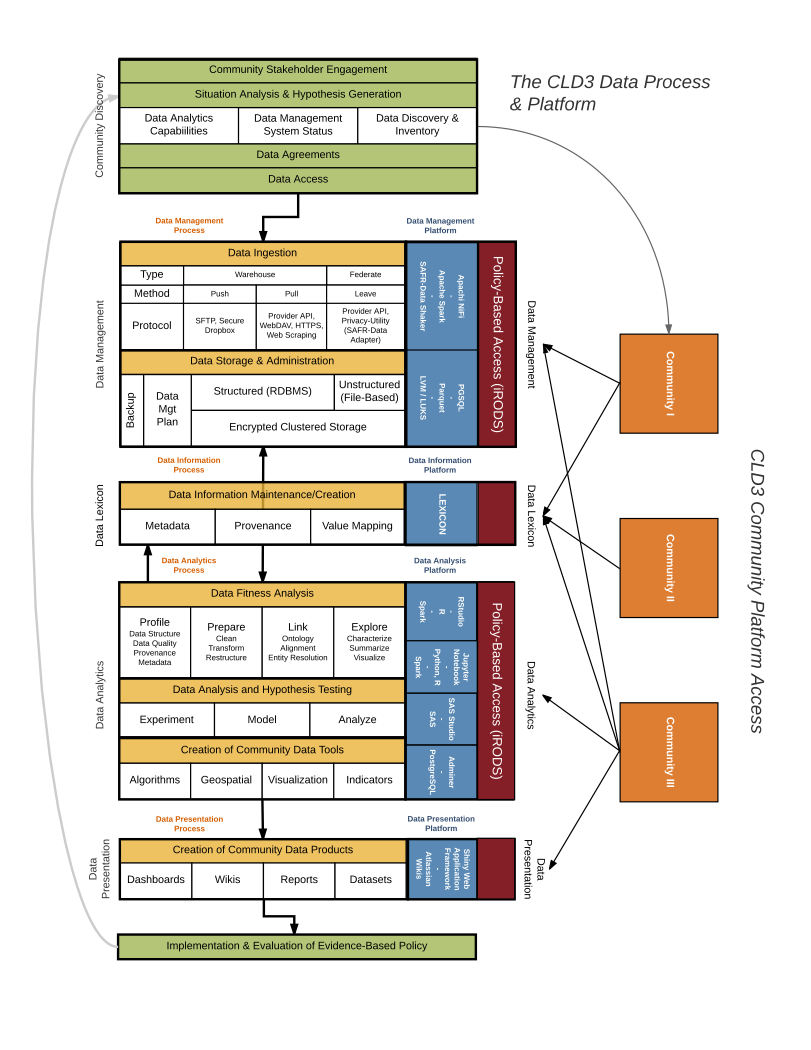 The CLD3 Data Process
& Platform
Community Discovery
Community Stakeholder Engagement
Situation Analysis & Hypothesis Generation
Data Analytics
Capabiilities
Data Management
System Status
Data Discovery &
Inventory
Data Agreements
Data Access
Data Management
Process
Data Management
Platform
Data Management
Data Ingestion
Type
Warehouse
Federate
Method
Push
Pull
Leave
Protocol
SFTP, Secure
Dropbox
Provider API,
WebDAV, HTTPS,
Web Scraping
Provider API,
Privacy-Utility
(SAFR-Data
Adapter)
Apachi NiFi
-
Apache Spark
-
SAFR-Data Shaker
Policy-Based Access (iRODS)
Data Management
Data Storage & Administration
Backup
Data
Mgt
Plan
Structured (RDBMS)
Unstructured
(File-Based)
Encrypted Clustered Storage
PGSQL
-
Parquet
-
LVM / LUKS
Data Information
Process
Data Information
Platform
Data Lexicon
Data Information Maintenance/Creation
Metadata
Provenance
Value Mapping
LEXICON
Data Lexicon
Data Analytics
Process
Data Analysis
Platform
Data Analytics
Data Fitness Analysis
Profile
Data Structure
Data Quality
Provenance
Metadata
Prepare
Clean
Transform
Restructure
Link
Ontology
Alignment
Entity Resolution
Explore
Characterize
Summarize
Visualize
RStudio
-
R
-
Spark
Jupyter
Notebook
-
Python, R
-
Spark
Policy-Based Access (iRODS)
Data Analytics
Data Analysis and Hypothesis Testing
Experiment
Model
Analyze
SAS Studio
-
SAS
Creation of Community Data Tools
Algorithms
Geospatial
Visualization
Indicators
Adminer
-
PostgreSQL
Data Presentation
Process
Data Presentation
Platform
Data
Presentation
Creation of Community Data Products
Dashboards
Wikis
Reports
Datasets
Shiny Web
Application
Framework
-
Atlassian
Wikis
Data
Presentation
Implementation & Evaluation of Evidence-Based Policy
Community I
Community II
Community III
CLD3 Community Platform Access